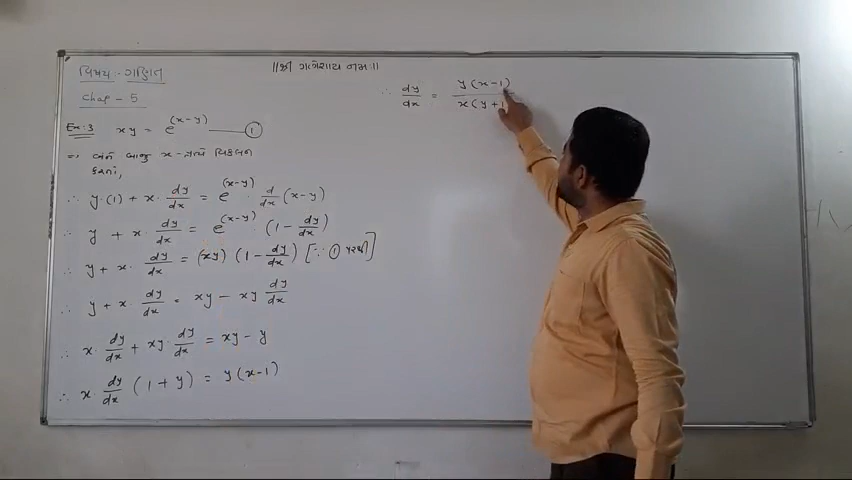 ॥શ્રી ગણેશાય નમઃ॥
વિષય:- ગણિત
Chap - 5
Ex:3 xy = e^(x-y) —— ①
⇒ બંને બાજુ x-પ્રત્યે વિકલન
કરતાં,
∴ y·(1) + x·dy/dx = e^(x-y) · d/dx (x-y)
∴ y + x·dy/dx = e^(x-y) · (1 - dy/dx)
∴ y + x·dy/dx = (xy) (1 - dy/dx) [∵ ① પરથી]
∴ y + x·dy/dx = xy - xy dy/dx
∴ x·dy/dx + xy·dy/dx = xy - y
∴ x·dy/dx (1 + y) = y(x-1)
∴ dy/dx = y(x-1) / x(y+1